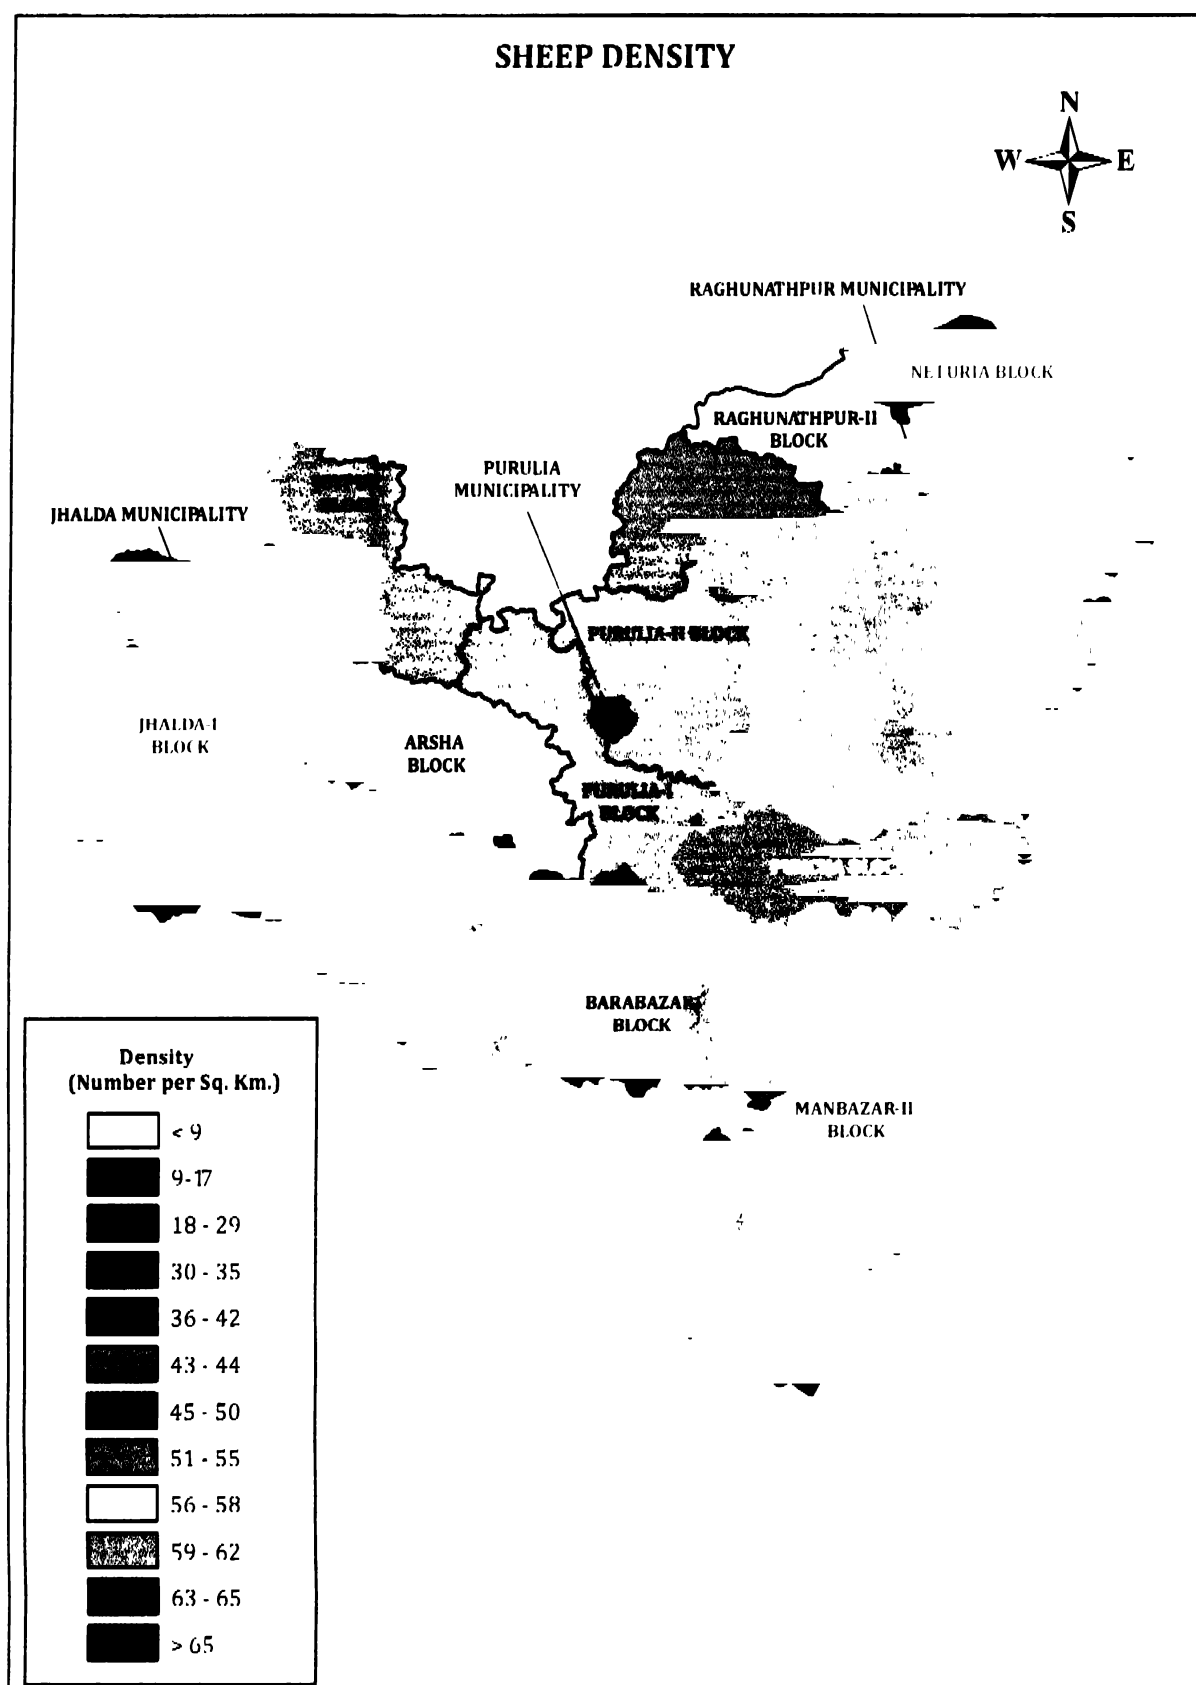 SHEEP DENSITY
N
W E
S
RAGHUNATHPUR MUNICIPALITY
NETURIA BLOCK
RAGHUNATHPUR-II
BLOCK
PURULIA
MUNICIPALITY
JHALDA MUNICIPALITY
PURULIA-II BLOCK
JHALDA-I
BLOCK
ARSHA
BLOCK
PURULIA-I
BLOCK
BARABAZAR
BLOCK
MANBAZAR-II
BLOCK
Density
(Number per Sq. Km.)
< 9
9-17
18 - 29
30 - 35
36 - 42
43 - 44
45 - 50
51 - 55
56 - 58
59 - 62
63 - 65
> 65